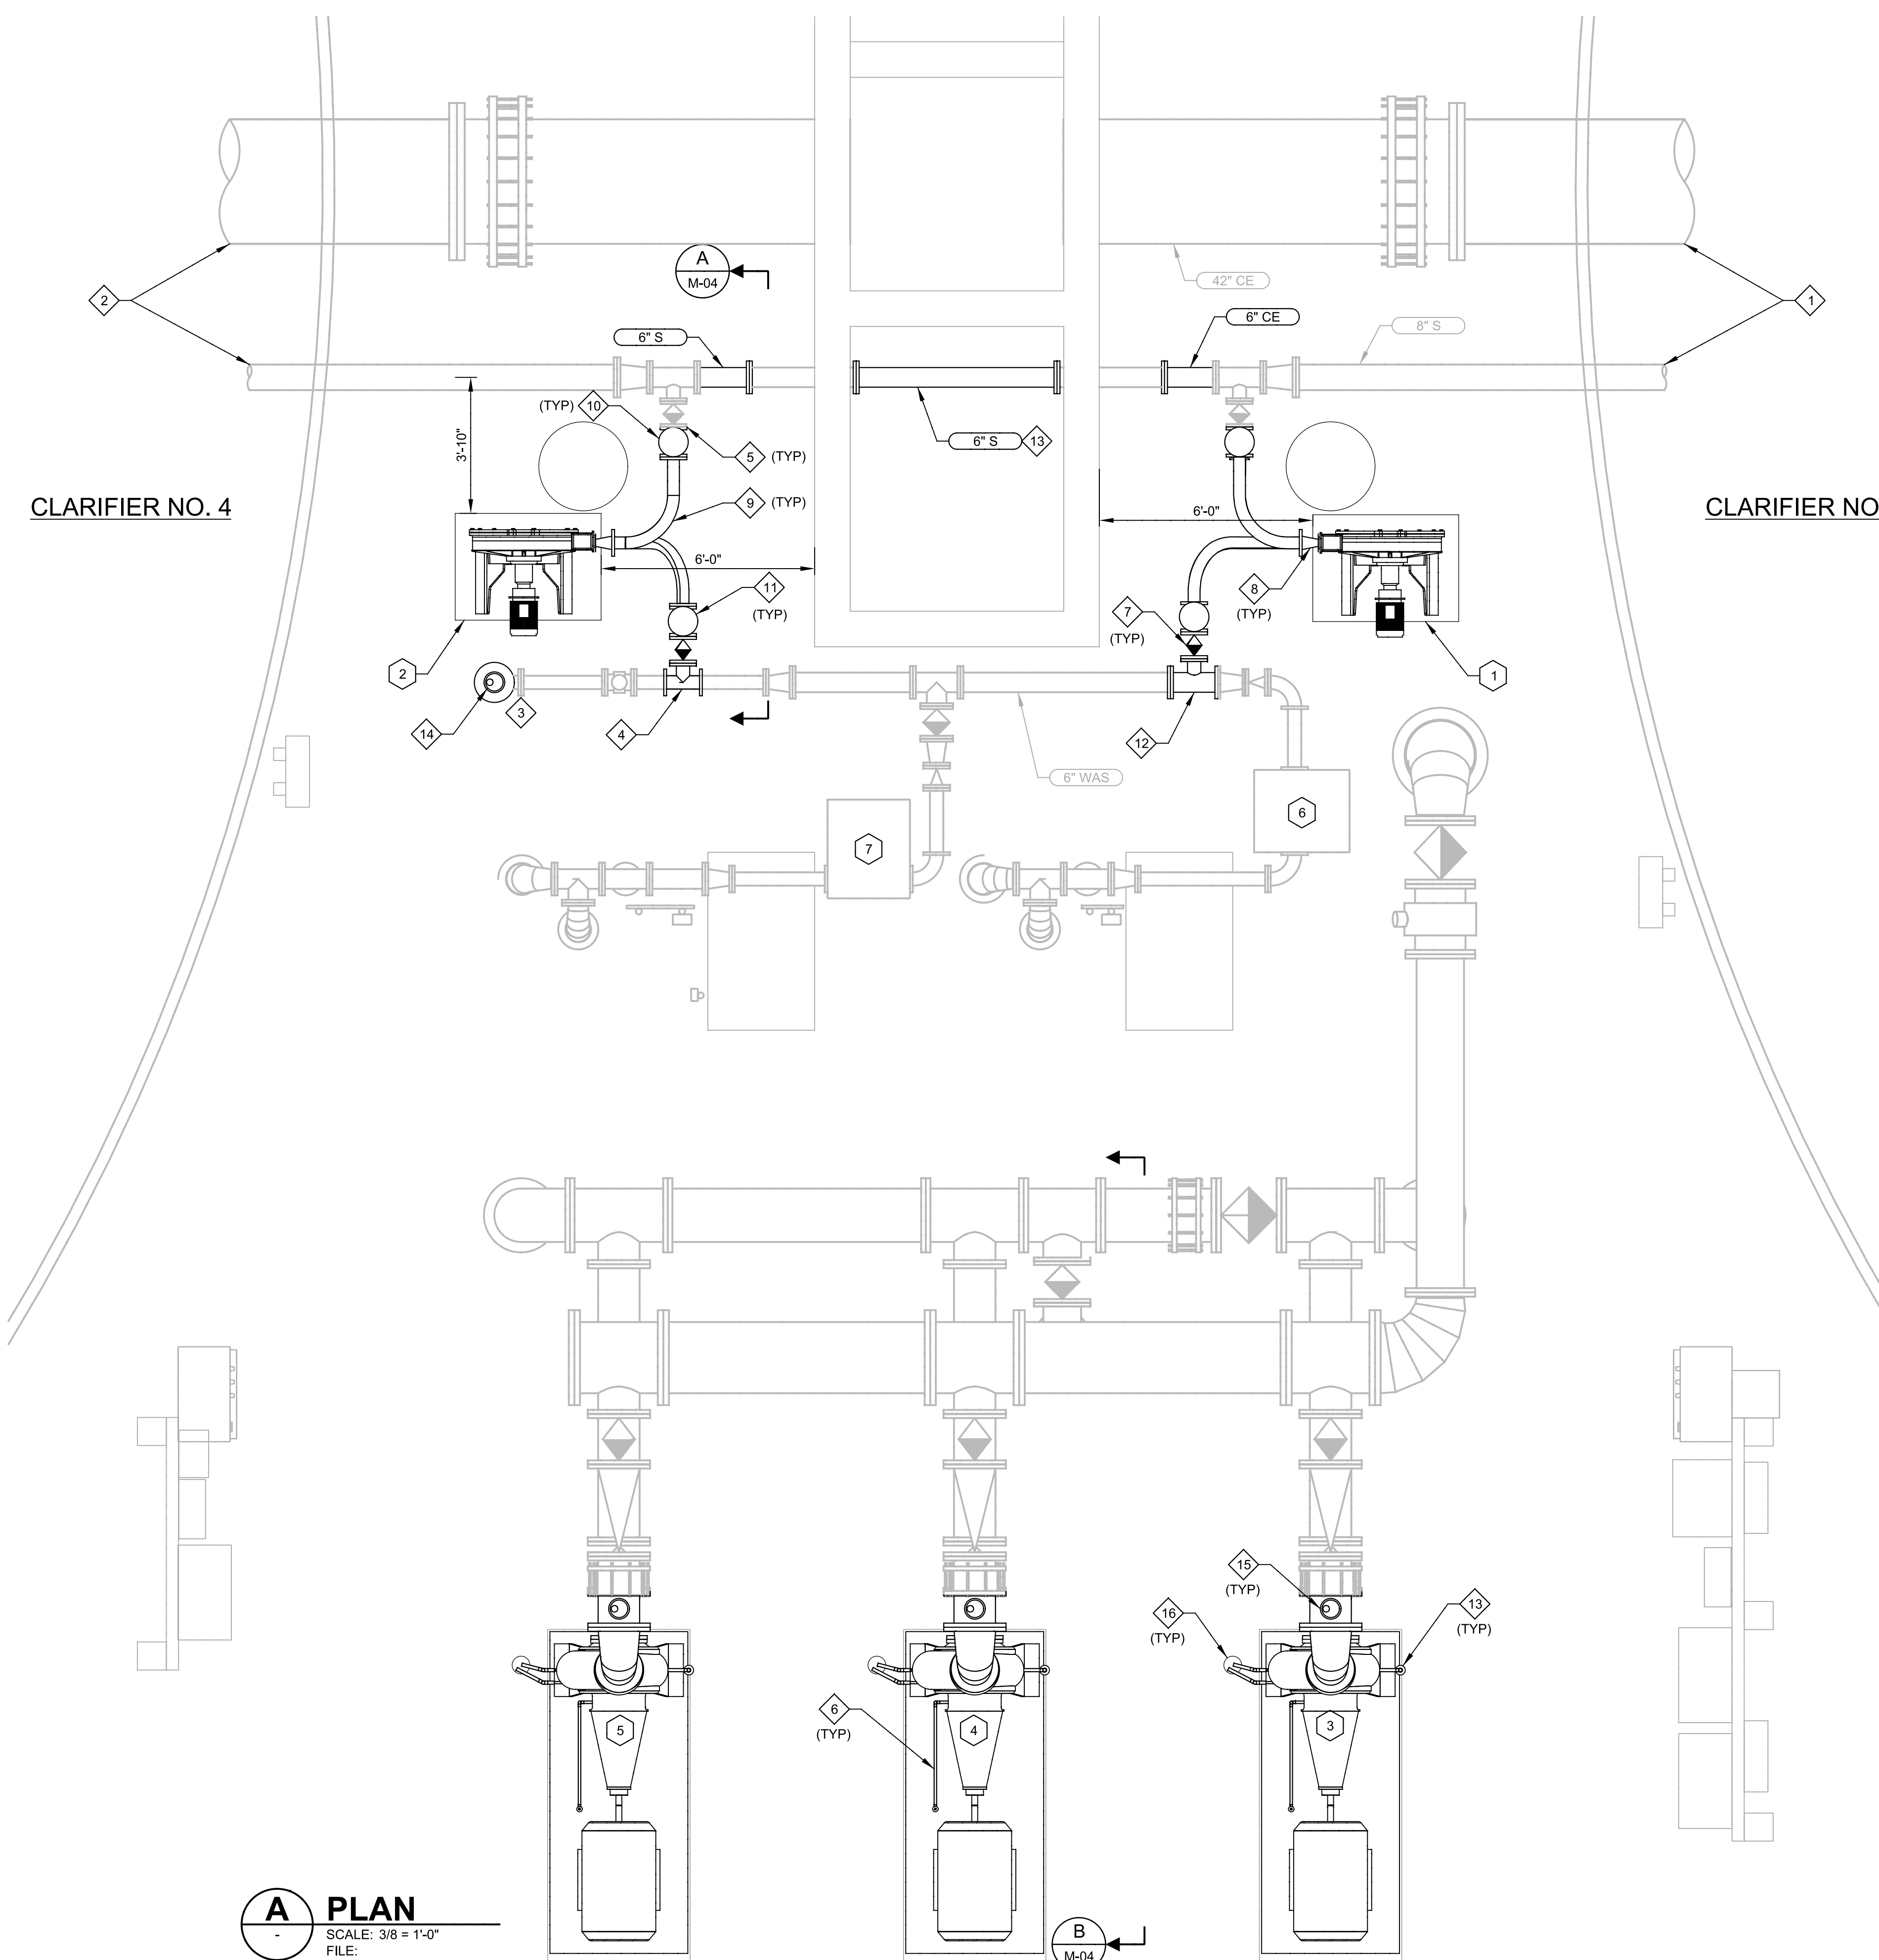 A
M-04
42" CE
2
1
6" S
6" CE
8" S
(TYP) 10
3'-10"
6" S 13
5 (TYP)
9 (TYP)
CLARIFIER NO. 4
CLARIFIER NO
6'-0"
6'-0"
11
(TYP)
8
(TYP)
7
(TYP)
2
1
3
14
4
12
6" WAS
6
7
15
(TYP)
16
(TYP)
13
(TYP)
6
(TYP)
5
4
3
A
-
PLAN
SCALE: 3/8 = 1'-0"
FILE:
B
M-04